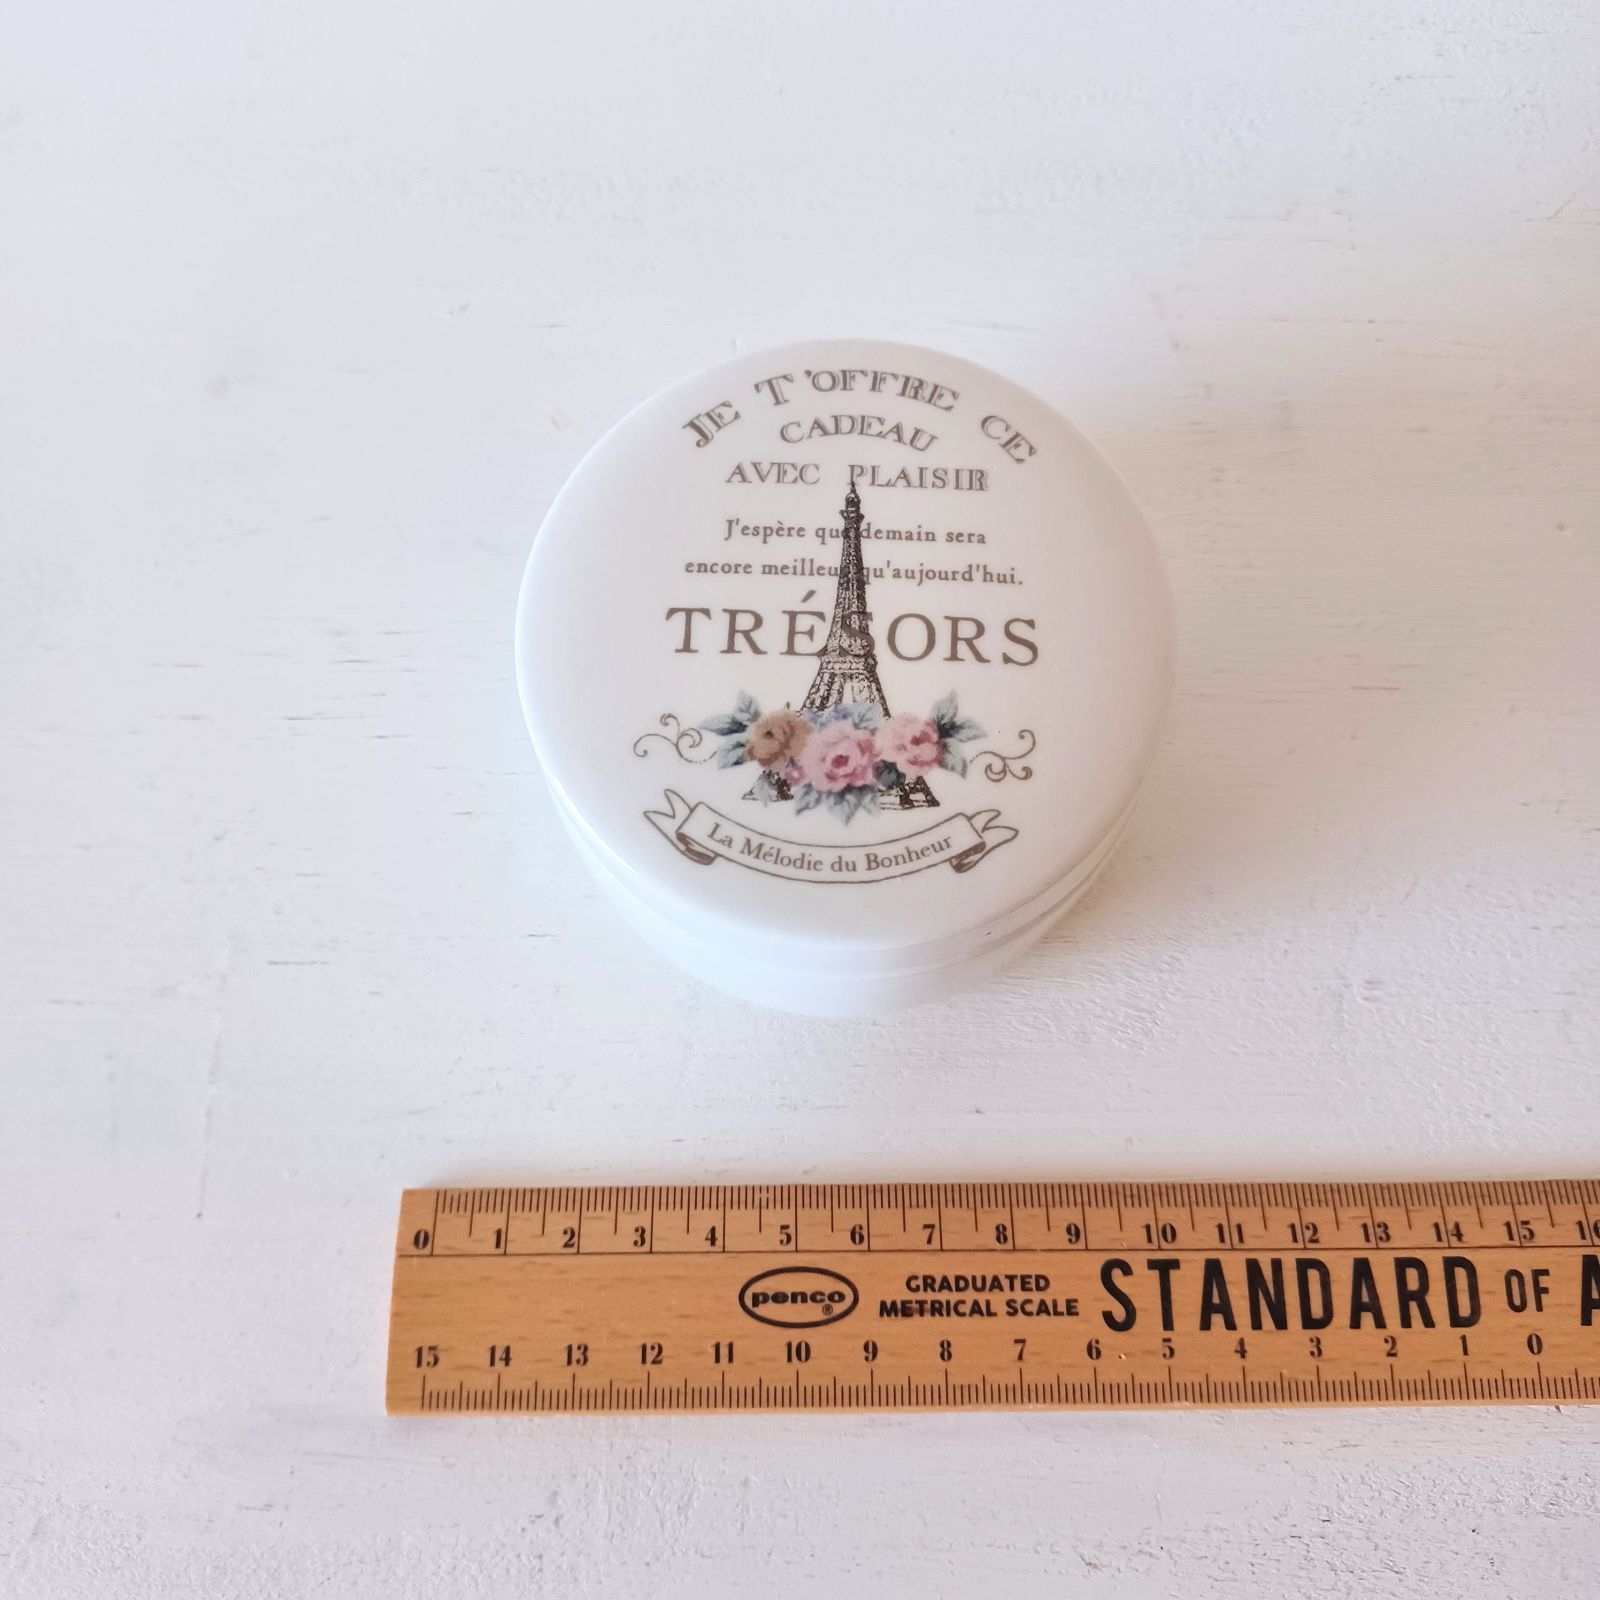 JE T'OFFRE CE
CADEAU
AVEC PLAISIR
J'espère que demain sera
encore meilleur qu'aujourd'hui.
TRÉSORS
La Mélodie du Bonheur
0 1 2 3 4 5 6 7 8 9 10 11 12 13 14 15 16
penco®
GRADUATED
METRICAL SCALE
STANDARD OF A
15 14 13 12 11 10 9 8 7 6 5 4 3 2 1 0